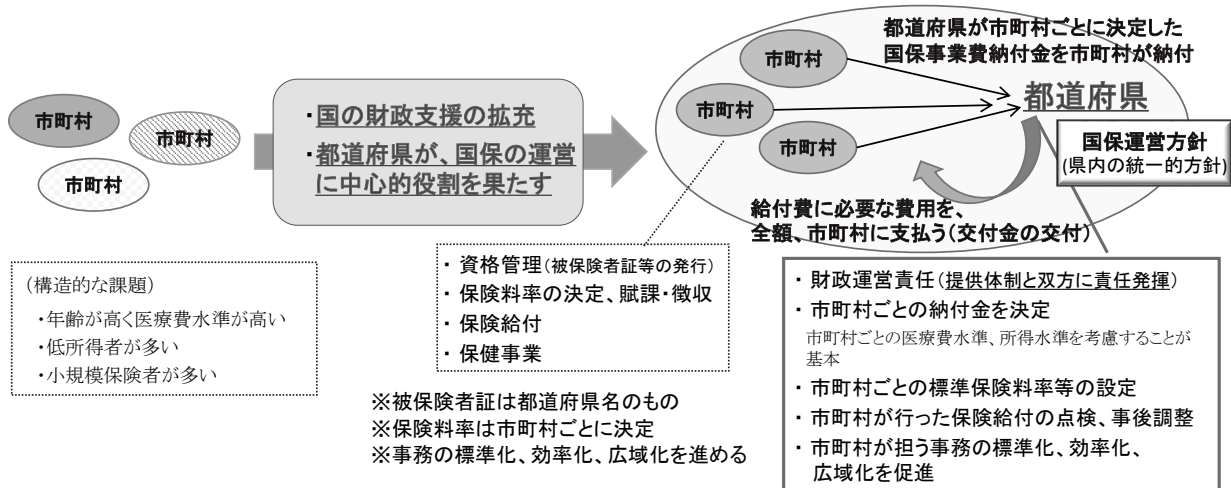 市町村
市町村
市町村
・国の財政支援の拡充
・都道府県が、国保の運営
に中心的役割を果たす
都道府県が市町村ごとに決定した
国保事業費納付金を市町村が納付
市町村
市町村
市町村
都道府県
国保運営方針
(県内の統一的方針)
給付費に必要な費用を、
全額、市町村に支払う(交付金の交付)
(構造的な課題)
・年齢が高く医療費水準が高い
・低所得者が多い
・小規模保険者が多い
・ 資格管理(被保険者証等の発行)
・ 保険料率の決定、賦課・徴収
・ 保険給付
・ 保健事業
※被保険者証は都道府県名のもの
※保険料率は市町村ごとに決定
※事務の標準化、効率化、広域化を進める
・ 財政運営責任(提供体制と双方に責任発揮)
・ 市町村ごとの納付金を決定
市町村ごとの医療費水準、所得水準を考慮することが
基本
・ 市町村ごとの標準保険料率等の設定
・ 市町村が行った保険給付の点検、事後調整
・ 市町村が担う事務の標準化、効率化、
広域化を促進